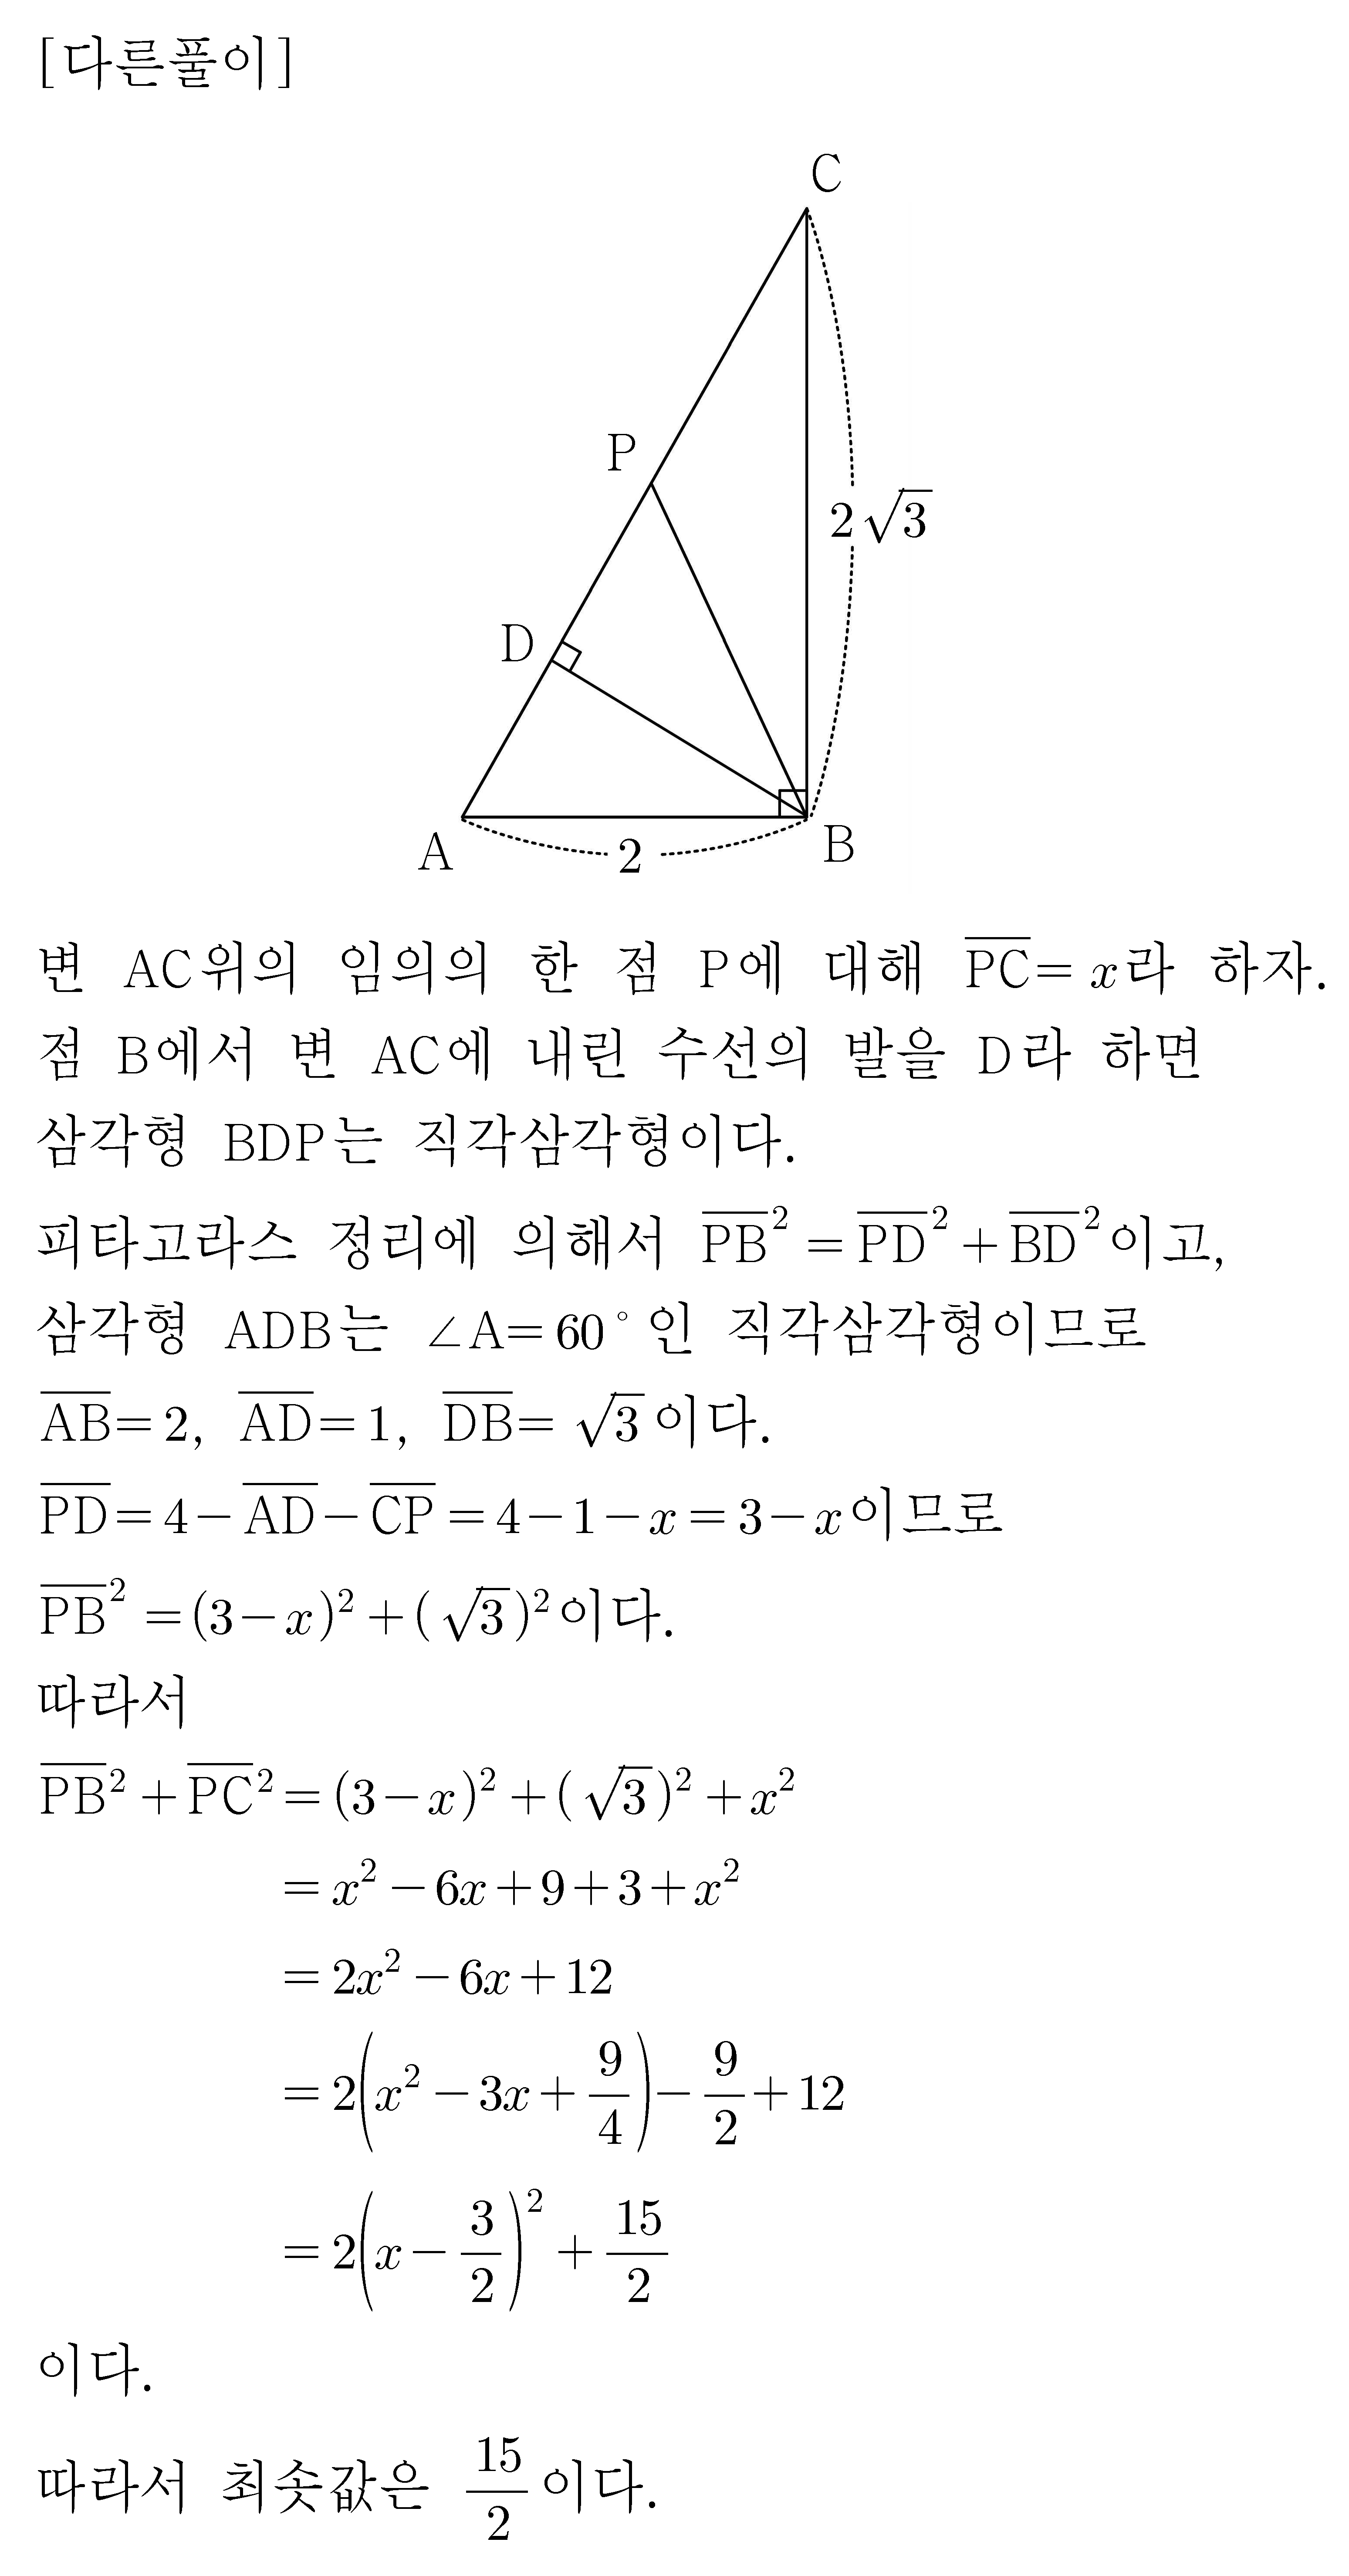 [다른풀이]
C
P
2√3
D
A
2
B
변 AC위의 임의의 한 점 P에 대해 $\overline{PC}=x$라 하자.
점 B에서 변 AC에 내린 수선의 발을 D라 하면
삼각형 BDP는 직각삼각형이다.
피타고라스 정리에 의해서 $\overline{PB}^2=\overline{PD}^2+\overline{BD}^2$이고,
삼각형 ADB는 ∠A=60°인 직각삼각형이므로
$\overline{AB}=2$, $\overline{AD}=1$, $\overline{DB}=\sqrt{3}$이다.
$\overline{PD}=4-\overline{AD}-\overline{CP}=4-1-x=3-x$이므로
$\overline{PB}^2=(3-x)^2+(\sqrt{3})^2$이다.
따라서
$\overline{PB}^2+\overline{PC}^2=(3-x)^2+(\sqrt{3})^2+x^2$
$=x^2-6x+9+3+x^2$
$=2x^2-6x+12$
$=2\left(x^2-3x+\frac{9}{4}\right)-\frac{9}{2}+12$
$=2\left(x-\frac{3}{2}\right)^2+\frac{15}{2}$
이다.
따라서 최솟값은 $\frac{15}{2}$이다.